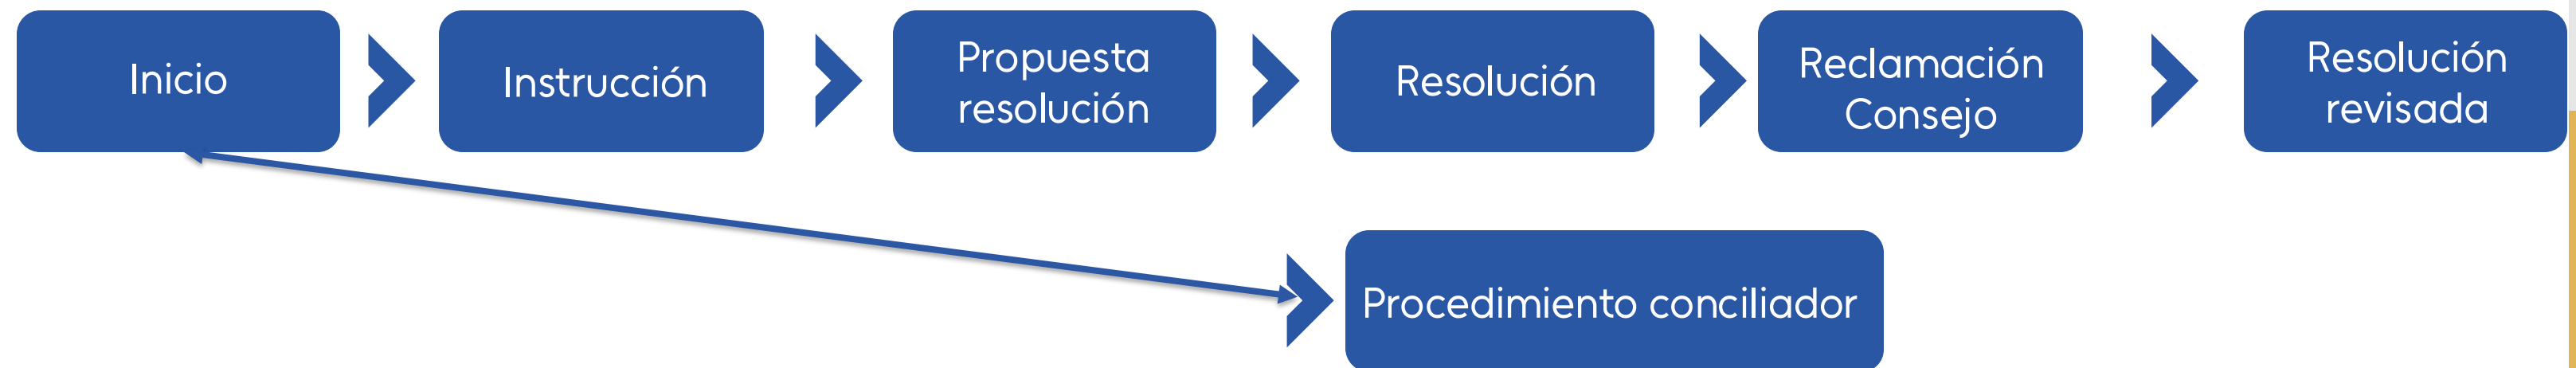 Inicio
Instrucción
Propuesta
resolución
Resolución
Reclamación
Consejo
Resolución
revisada
Procedimiento conciliador